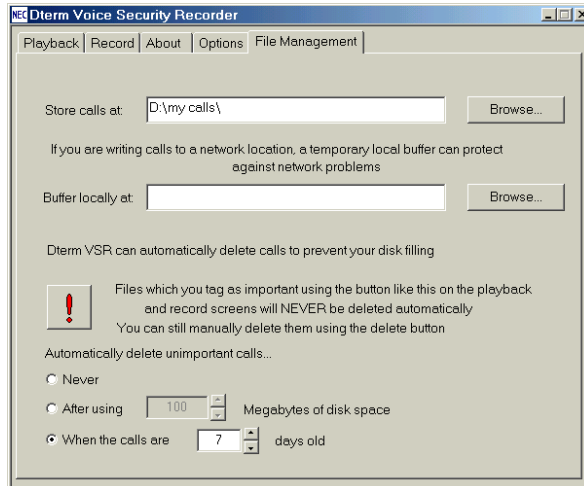 NEC Dterm Voice Security Recorder
Playback Record About Options File Management
Store calls at: D:\my calls\ Browse...
If you are writing calls to a network location, a temporary local buffer can protect
against network problems
Buffer locally at: Browse...
Dterm VSR can automatically delete calls to prevent your disk filling
! Files which you tag as important using the button like this on the playback
and record screens will NEVER be deleted automatically
You can still manually delete them using the delete button
Automatically delete unimportant calls...
Never
After using 100 Megabytes of disk space
When the calls are 7 days old